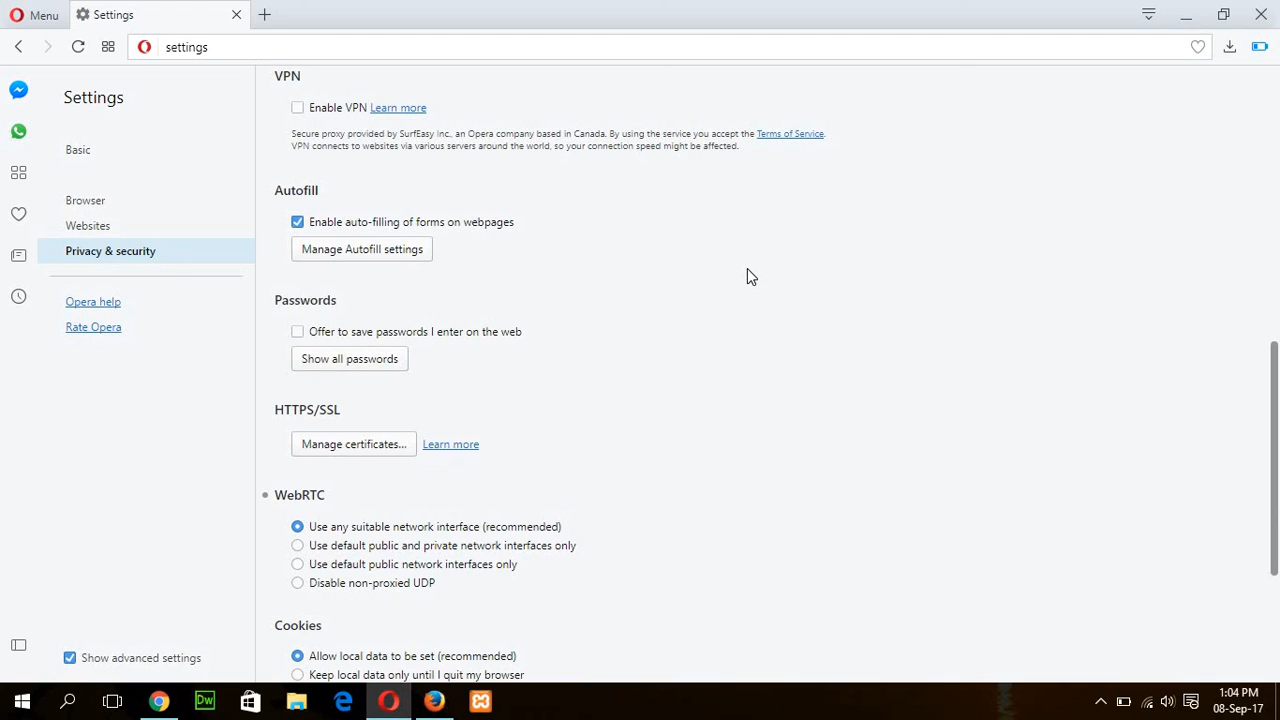 Menu
Settings
settings
Settings
Basic
Browser
Websites
Privacy & security
Opera help
Rate Opera
Show advanced settings
VPN
Enable VPN Learn more
Secure proxy provided by SurfEasy Inc., an Opera company based in Canada. By using the service you accept the Terms of Service.
VPN connects to websites via various servers around the world, so your connection speed might be affected.
Autofill
Enable auto-filling of forms on webpages
Manage Autofill settings
Passwords
Offer to save passwords I enter on the web
Show all passwords
HTTPS/SSL
Manage certificates... Learn more
WebRTC
Use any suitable network interface (recommended)
Use default public and private network interfaces only
Use default public network interfaces only
Disable non-proxied UDP
Cookies
Allow local data to be set (recommended)
Keep local data only until I quit my browser
Dw
1:04 PM
08-Sep-17